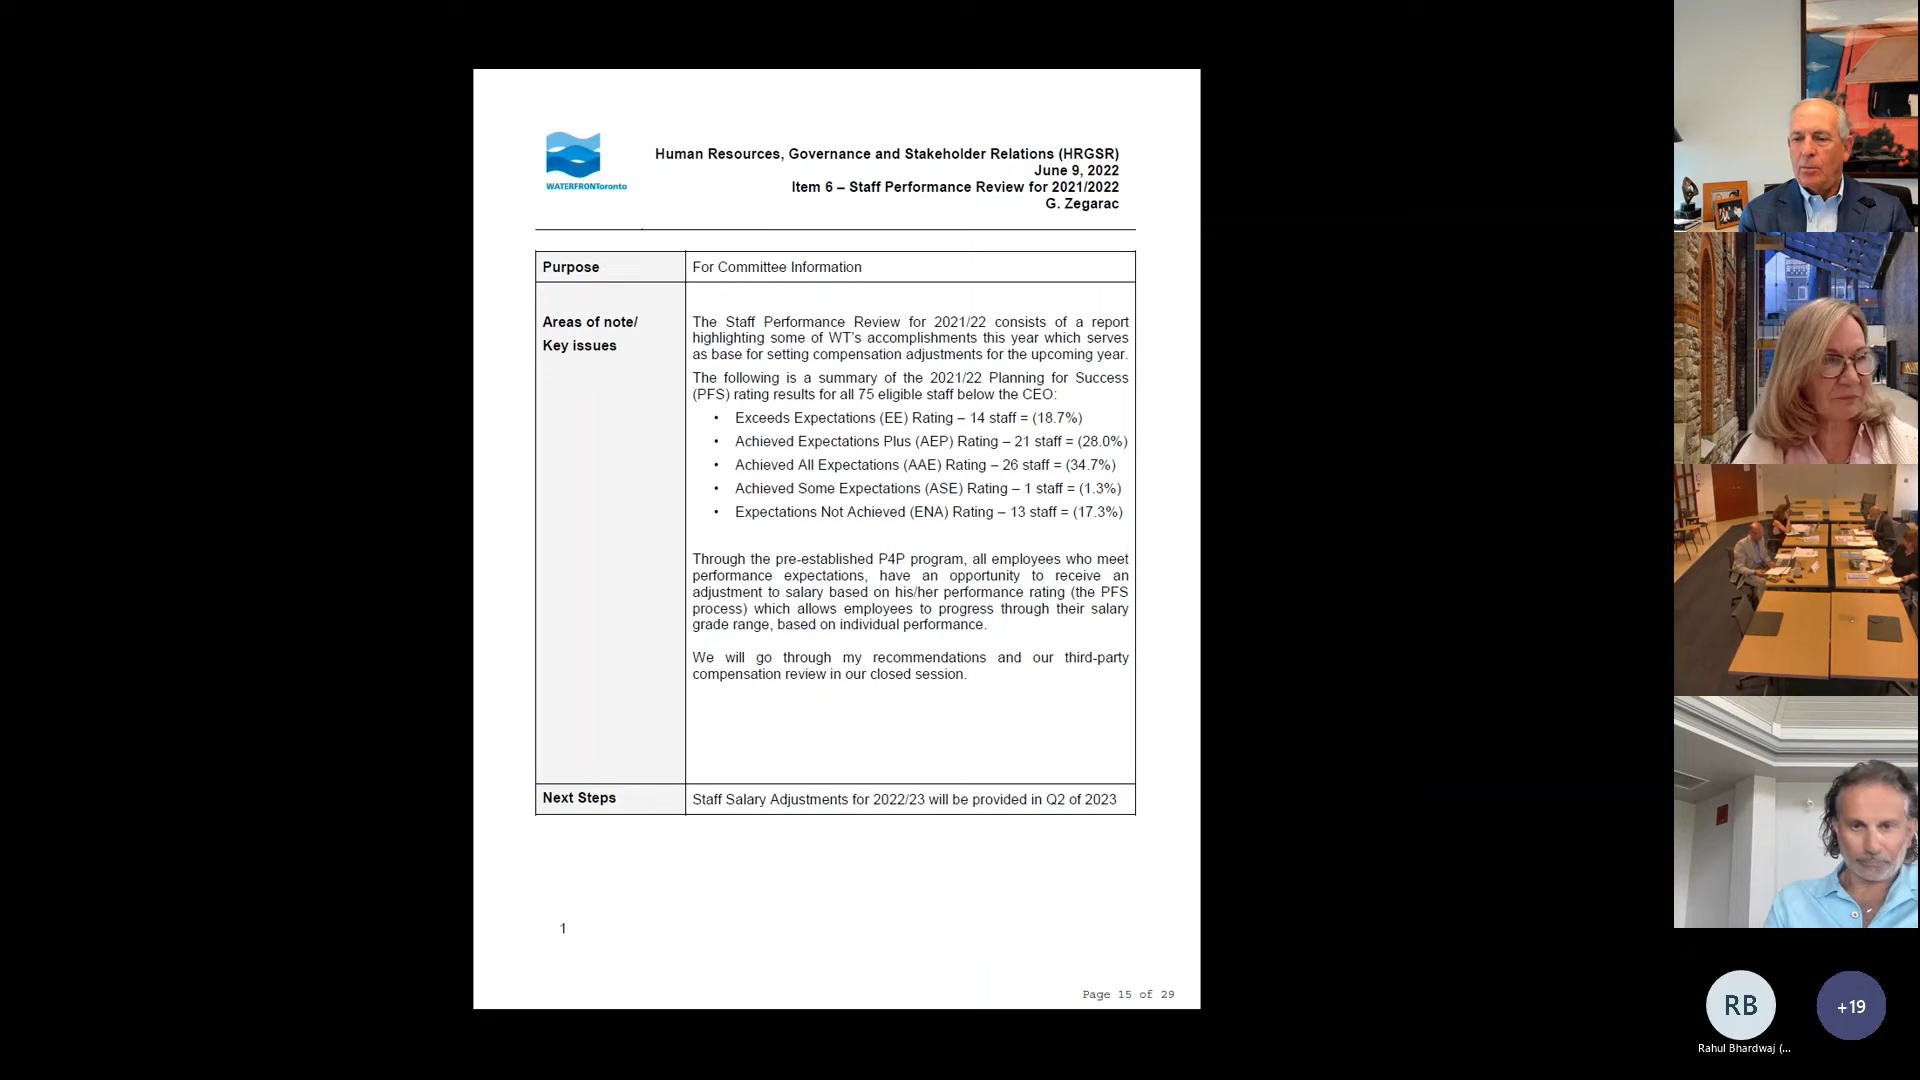 WATERFRONToronto
Human Resources, Governance and Stakeholder Relations (HRGSR)
June 9, 2022
Item 6 – Staff Performance Review for 2021/2022
G. Zegarac
Purpose
For Committee Information
Areas of note/
Key issues
The Staff Performance Review for 2021/22 consists of a report
highlighting some of WT's accomplishments this year which serves
as base for setting compensation adjustments for the upcoming year.
The following is a summary of the 2021/22 Planning for Success
(PFS) rating results for all 75 eligible staff below the CEO:
• Exceeds Expectations (EE) Rating – 14 staff = (18.7%)
• Achieved Expectations Plus (AEP) Rating – 21 staff = (28.0%)
• Achieved All Expectations (AAE) Rating – 26 staff = (34.7%)
• Achieved Some Expectations (ASE) Rating – 1 staff = (1.3%)
• Expectations Not Achieved (ENA) Rating – 13 staff = (17.3%)
Through the pre-established P4P program, all employees who meet
performance expectations, have an opportunity to receive an
adjustment to salary based on his/her performance rating (the PFS
process) which allows employees to progress through their salary
grade range, based on individual performance.
We will go through my recommendations and our third-party
compensation review in our closed session.
Next Steps
Staff Salary Adjustments for 2022/23 will be provided in Q2 of 2023
1
Page 15 of 29
RB
+19
Rahul Bhardwaj (...